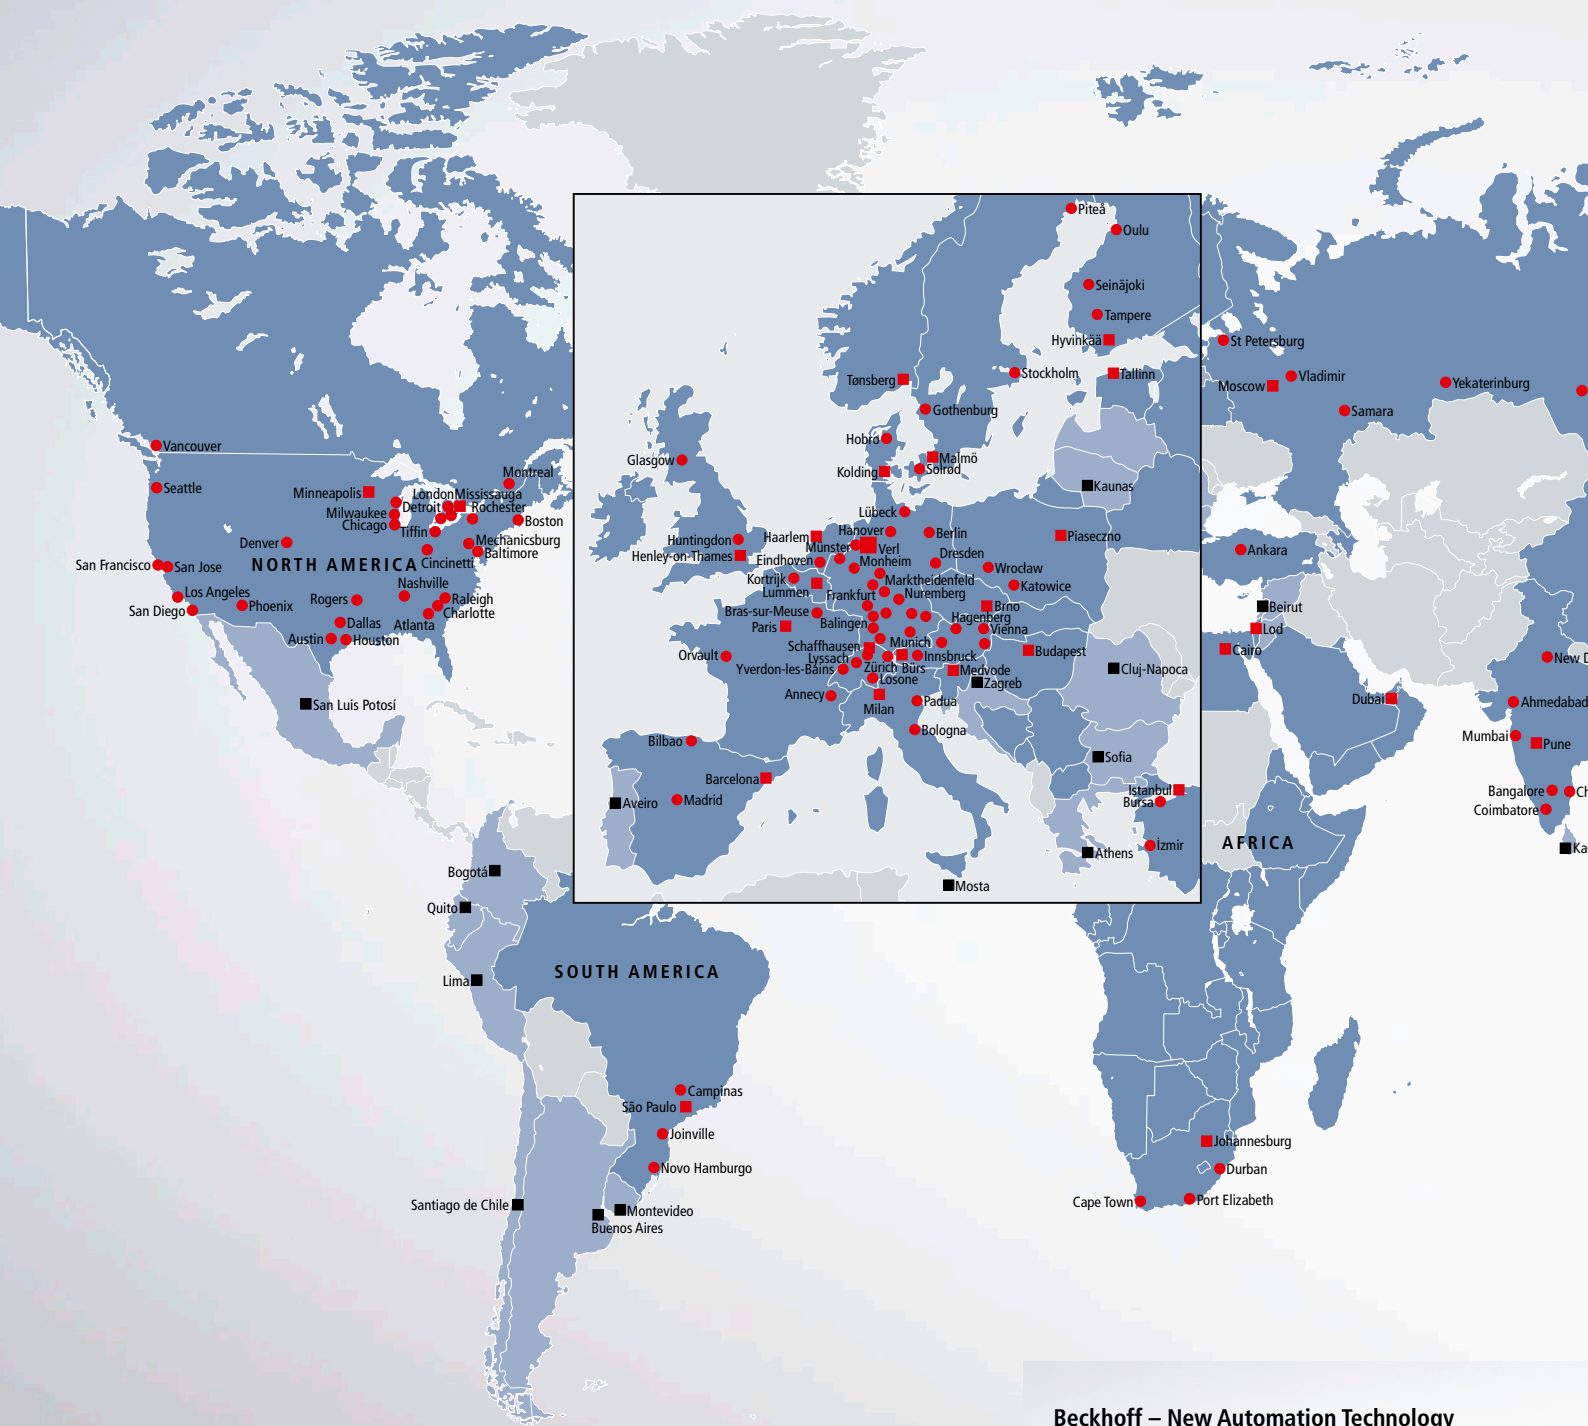 Piteå
Oulu
Seinäjoki
Tampere
Hyvinkää
St Petersburg
Tønsberg
Stockholm
Tallinn
Moscow
Vladimir
Yekaterinburg
Gothenburg
Samara
Hobro
Vancouver
Glasgow
Malmö
Kolding
Solrød
Montreal
Seattle
Minneapolis
London
Mississauga
Kaunas
Milwaukee
Detroit
Rochester
Lübeck
Chicago
Boston
Tiffin
Hanover
Berlin
Piaseczno
Denver
Mechanicsburg
Huntingdon
Haarlem
Münster
Verl
Baltimore
Henley-on-Thames
Dresden
Ankara
San Francisco
San Jose
NORTH AMERICA
Cincinetti
Eindhoven
Monheim
Wrocław
Kortrijk
Marktheidenfeld
Katowice
Nashville
Los Angeles
Lummen
Frankfurt
Nuremberg
San Diego
Phoenix
Rogers
Raleigh
Charlotte
Bras-sur-Meuse
Brno
Beirut
Dallas
Atlanta
Paris
Balingen
Hagenberg
Vienna
Lod
Austin
Houston
Schaffhausen
Munich
Budapest
Cairo
Orvault
Lyssach
Zürich
Bürs
Innsbruck
New D
Yverdon-les-Bains
Losone
Medvode
Zagreb
Cluj-Napoca
Annecy
Milan
Padua
Dubai
Ahmedabad
San Luis Potosí
Bologna
Mumbai
Pune
Bilbao
Sofia
Barcelona
Istanbul
Bangalore
Ch
Aveiro
Madrid
Bursa
Coimbatore
İzmir
AFRICA
Athens
Ka
Bogotá
Mosta
Quito
SOUTH AMERICA
Lima
Campinas
São Paulo
Joinville
Johannesburg
Novo Hamburgo
Durban
Santiago de Chile
Cape Town
Port Elizabeth
Montevideo
Buenos Aires
Beckhoff – New Automation Technology